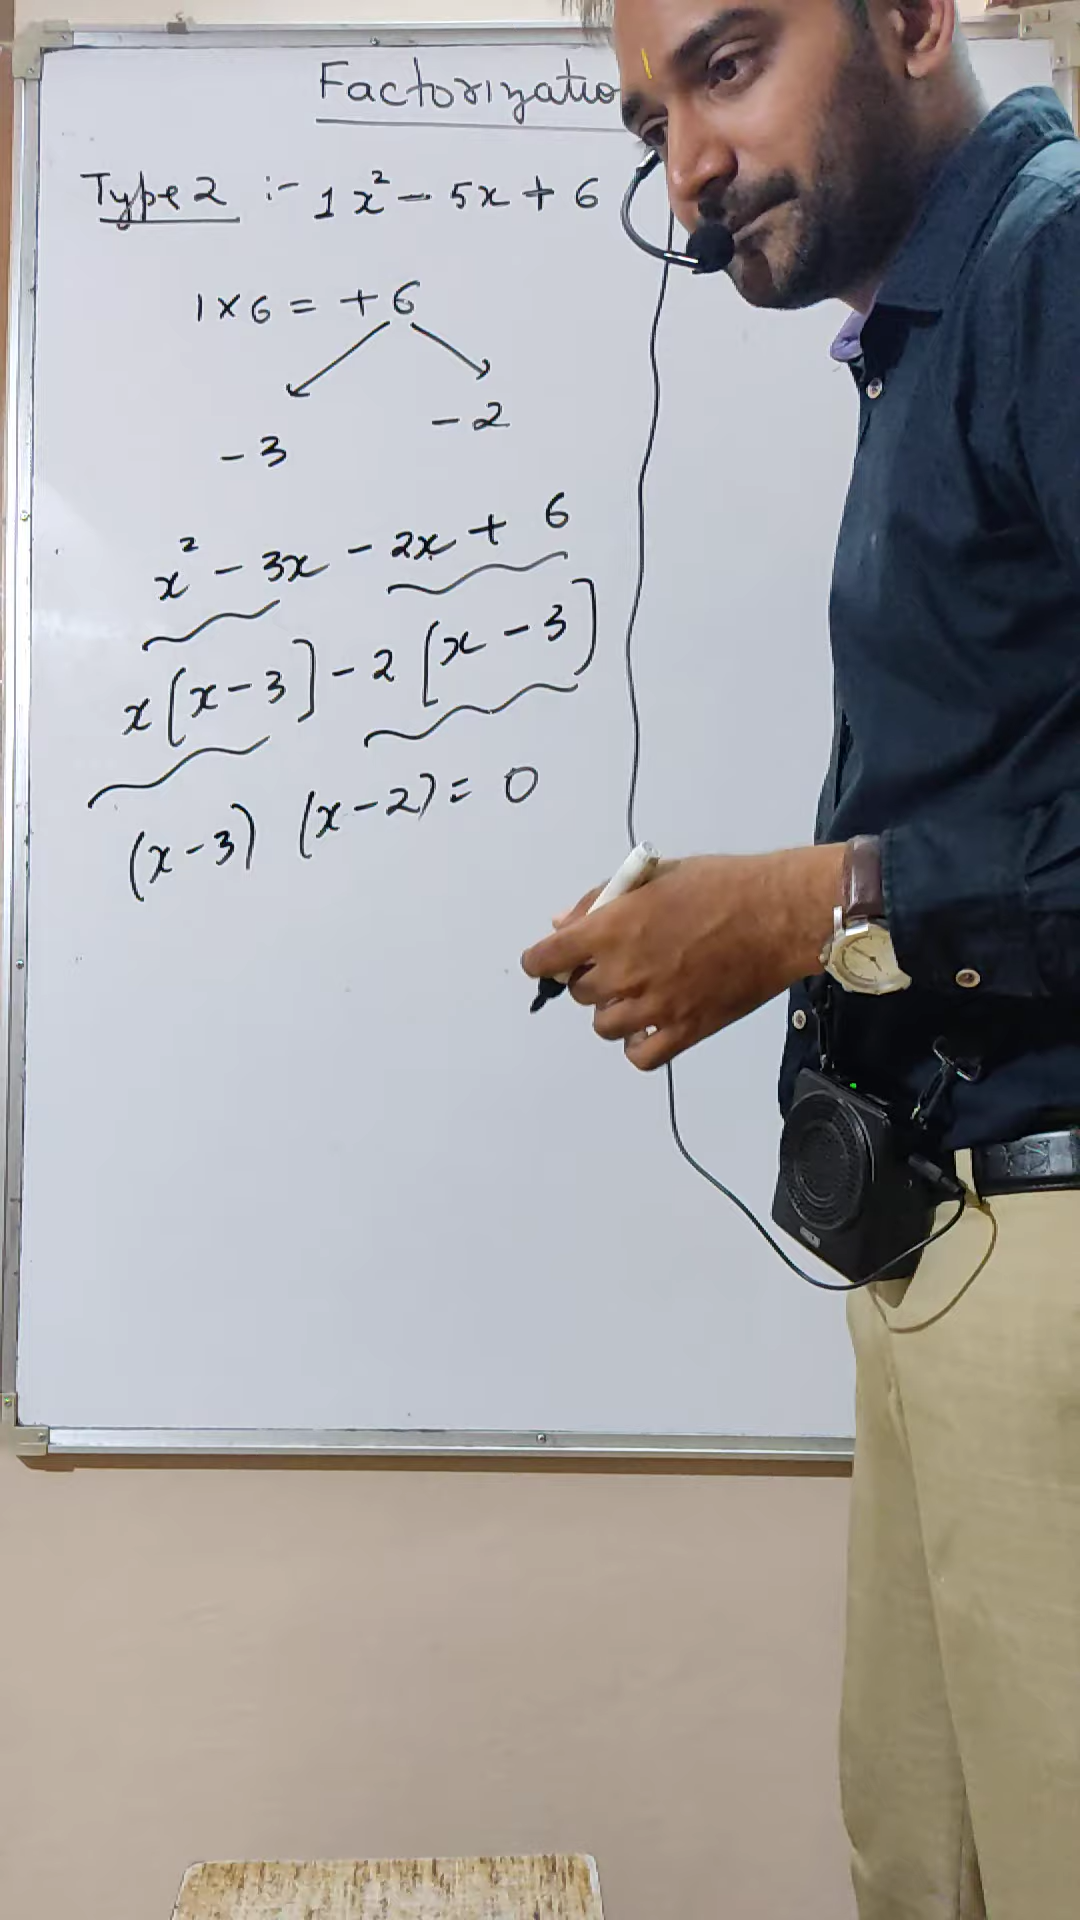 Factorizatio
Type 2 :- 1x² - 5x + 6
1 x 6 = + 6
- 3 - 2
x² - 3x - 2x + 6
x[x-3] - 2[x-3]
(x-3) (x-2) = 0